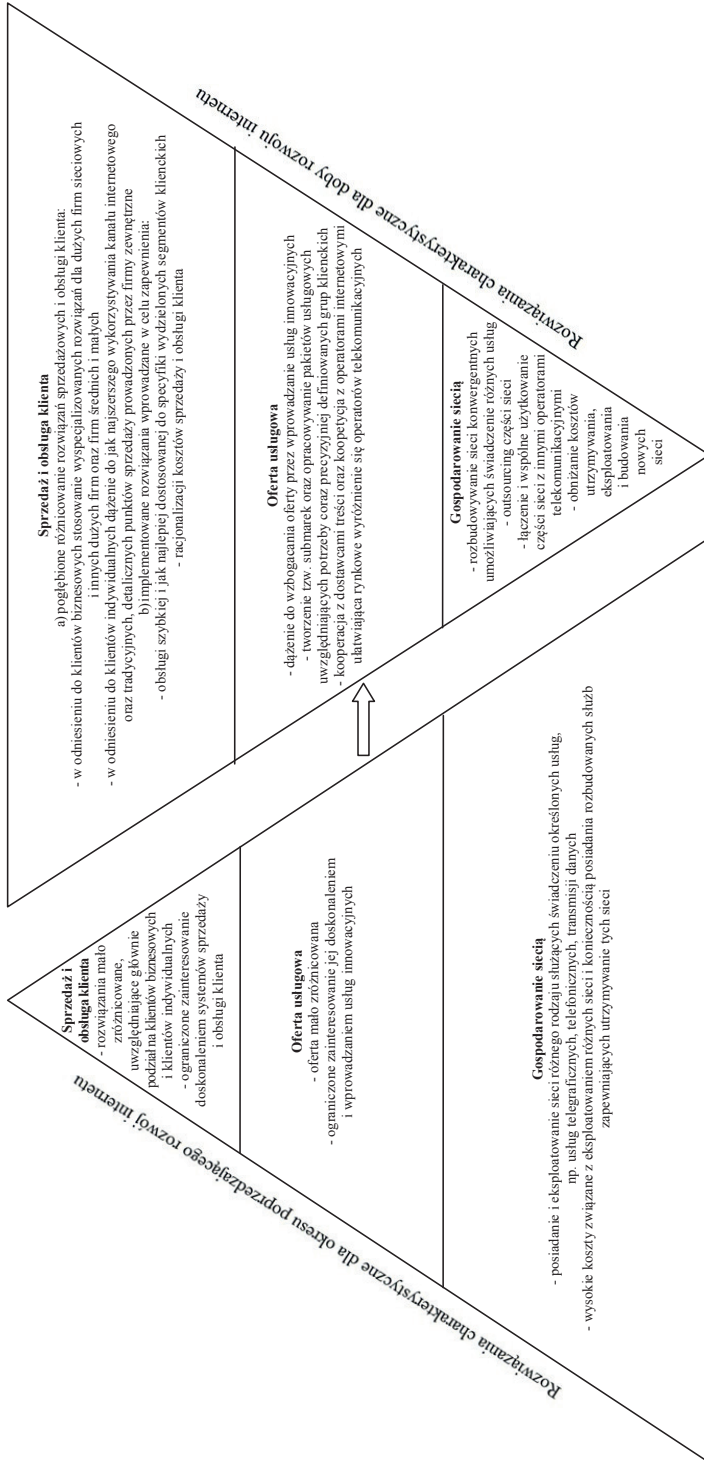 Rozwiązania charakterystyczne dla okresu poprzedzającego rozwój internetu
Sprzedaż i
obsługa klienta
- rozwiązania mało
zróżnicowane,
uwzględniające głównie
podział na klientów biznesowych
i klientów indywidualnych
- ograniczone zainteresowanie
doskonaleniem systemów sprzedaży
i obsługi klienta
Oferta usługowa
- oferta mało zróżnicowana
- ograniczone zainteresowanie jej doskonaleniem
i wprowadzaniem usług innowacyjnych
Gospodarowanie siecią
- posiadanie i eksploatowanie sieci różnego rodzaju służących świadczeniu określonych usług,
np. usług telegraficznych, telefonicznych, transmisji danych
- wysokie koszty związane z eksploatowaniem różnych sieci i koniecznością posiadania rozbudowanych służb
zapewniających utrzymywanie tych sieci
Rozwiązania charakterystyczne dla doby rozwoju internetu
Sprzedaż i obsługa klienta
a) pogłębione różnicowanie rozwiązań sprzedażowych i obsługi klienta:
- w odniesieniu do klientów biznesowych stosowanie wyspecjalizowanych rozwiązań dla dużych firm sieciowych
i innych dużych firm oraz firm średnich i małych
- w odniesieniu do klientów indywidualnych dążenie do jak najszerszego wykorzystywania kanału internetowego
oraz tradycyjnych, detalicznych punktów sprzedaży prowadzonych przez firmy zewnętrzne
b) implementowane rozwiązania wprowadzane w celu zapewnienia:
- obsługi szybkiej i jak najlepiej dostosowanej do specyfiki wydzielonych segmentów klienckich
- racjonalizacji kosztów sprzedaży i obsługi klienta
Oferta usługowa
- dążenie do wzbogacania oferty przez wprowadzanie usług innowacyjnych
- tworzenie tzw. submarek oraz opracowywanie pakietów usługowych
uwzględniających potrzeby coraz precyzyjniej definiowanych grup klienckich
- kooperacja z dostawcami treści oraz koopetycja z operatorami internetowymi
ułatwiająca rynkowe wyróżnienie się operatorów telekomunikacyjnych
Gospodarowanie siecią
- rozbudowywanie sieci konwergentnych
umożliwiających świadczenie różnych usług
- outsourcing części sieci
- łączenie i wspólne użytkowanie
części sieci z innymi operatorami
telekomunikacyjnymi
- obniżanie kosztów
utrzymywania,
eksploatowania
i budowania
nowych
sieci